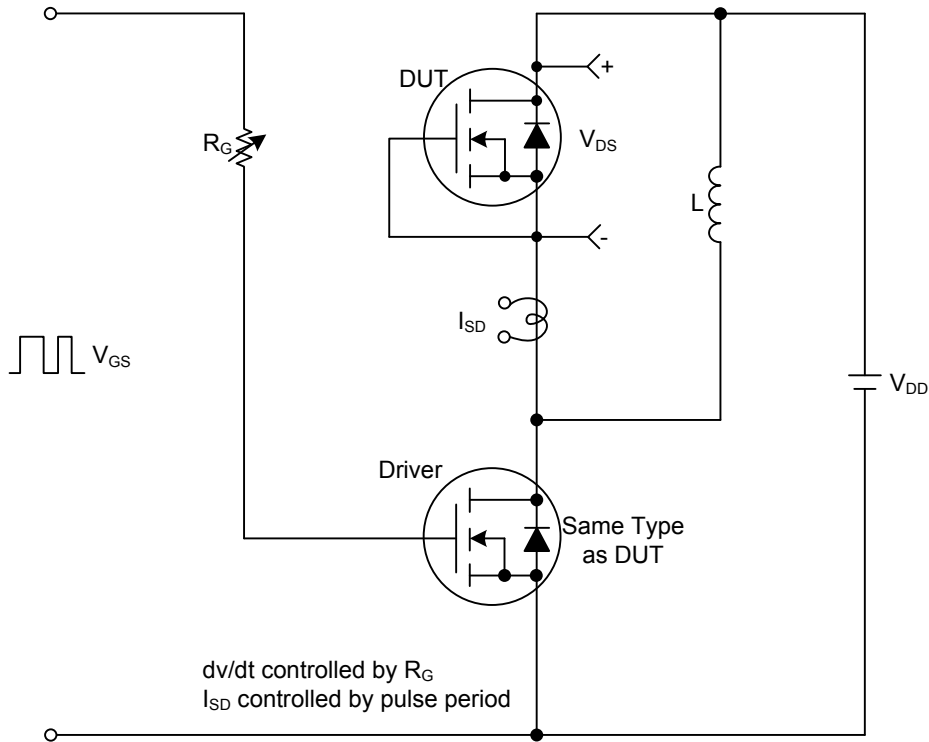 DUT
+
R_G
V_DS
L
-
I_SD
V_GS
V_DD
Driver
Same Type
as DUT
dv/dt controlled by R_G
I_SD controlled by pulse period